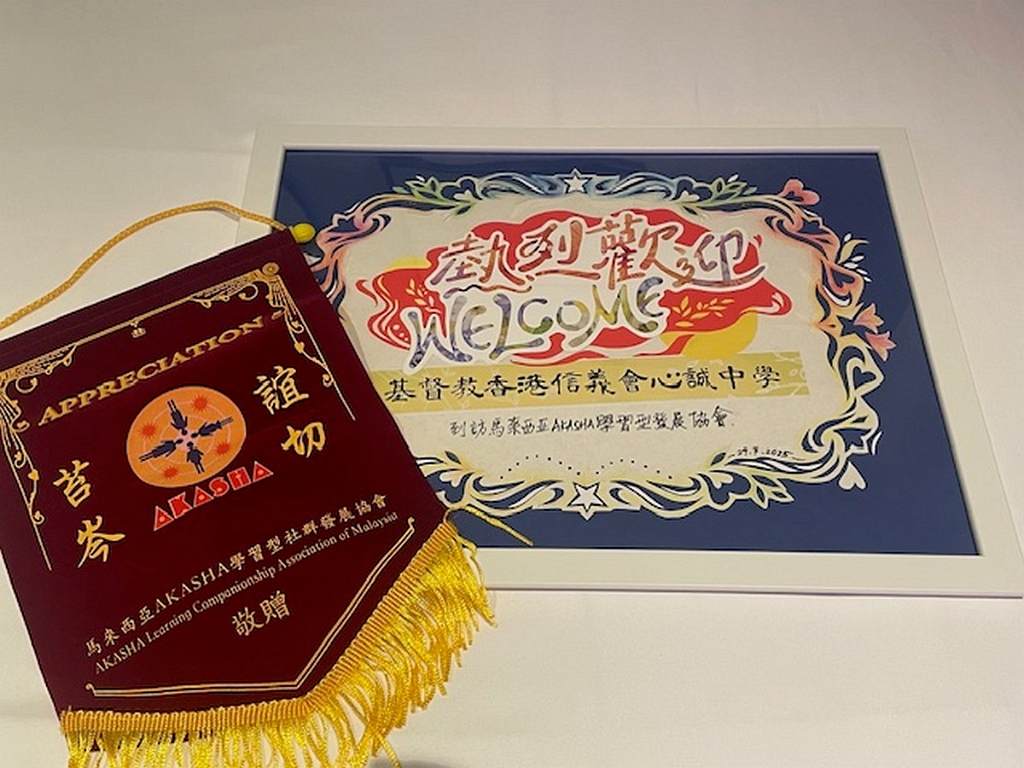 APPRECIATION
誼切
苔岑
AKASHA
馬來西亞AKASHA學習型社群發展協會
AKASHA Learning Companionship Association of Malaysia
敬贈
熱烈歡迎
WELCOME
基督教香港信義會心誠中學
到訪馬來西亞AKASHA學習型發展協會.